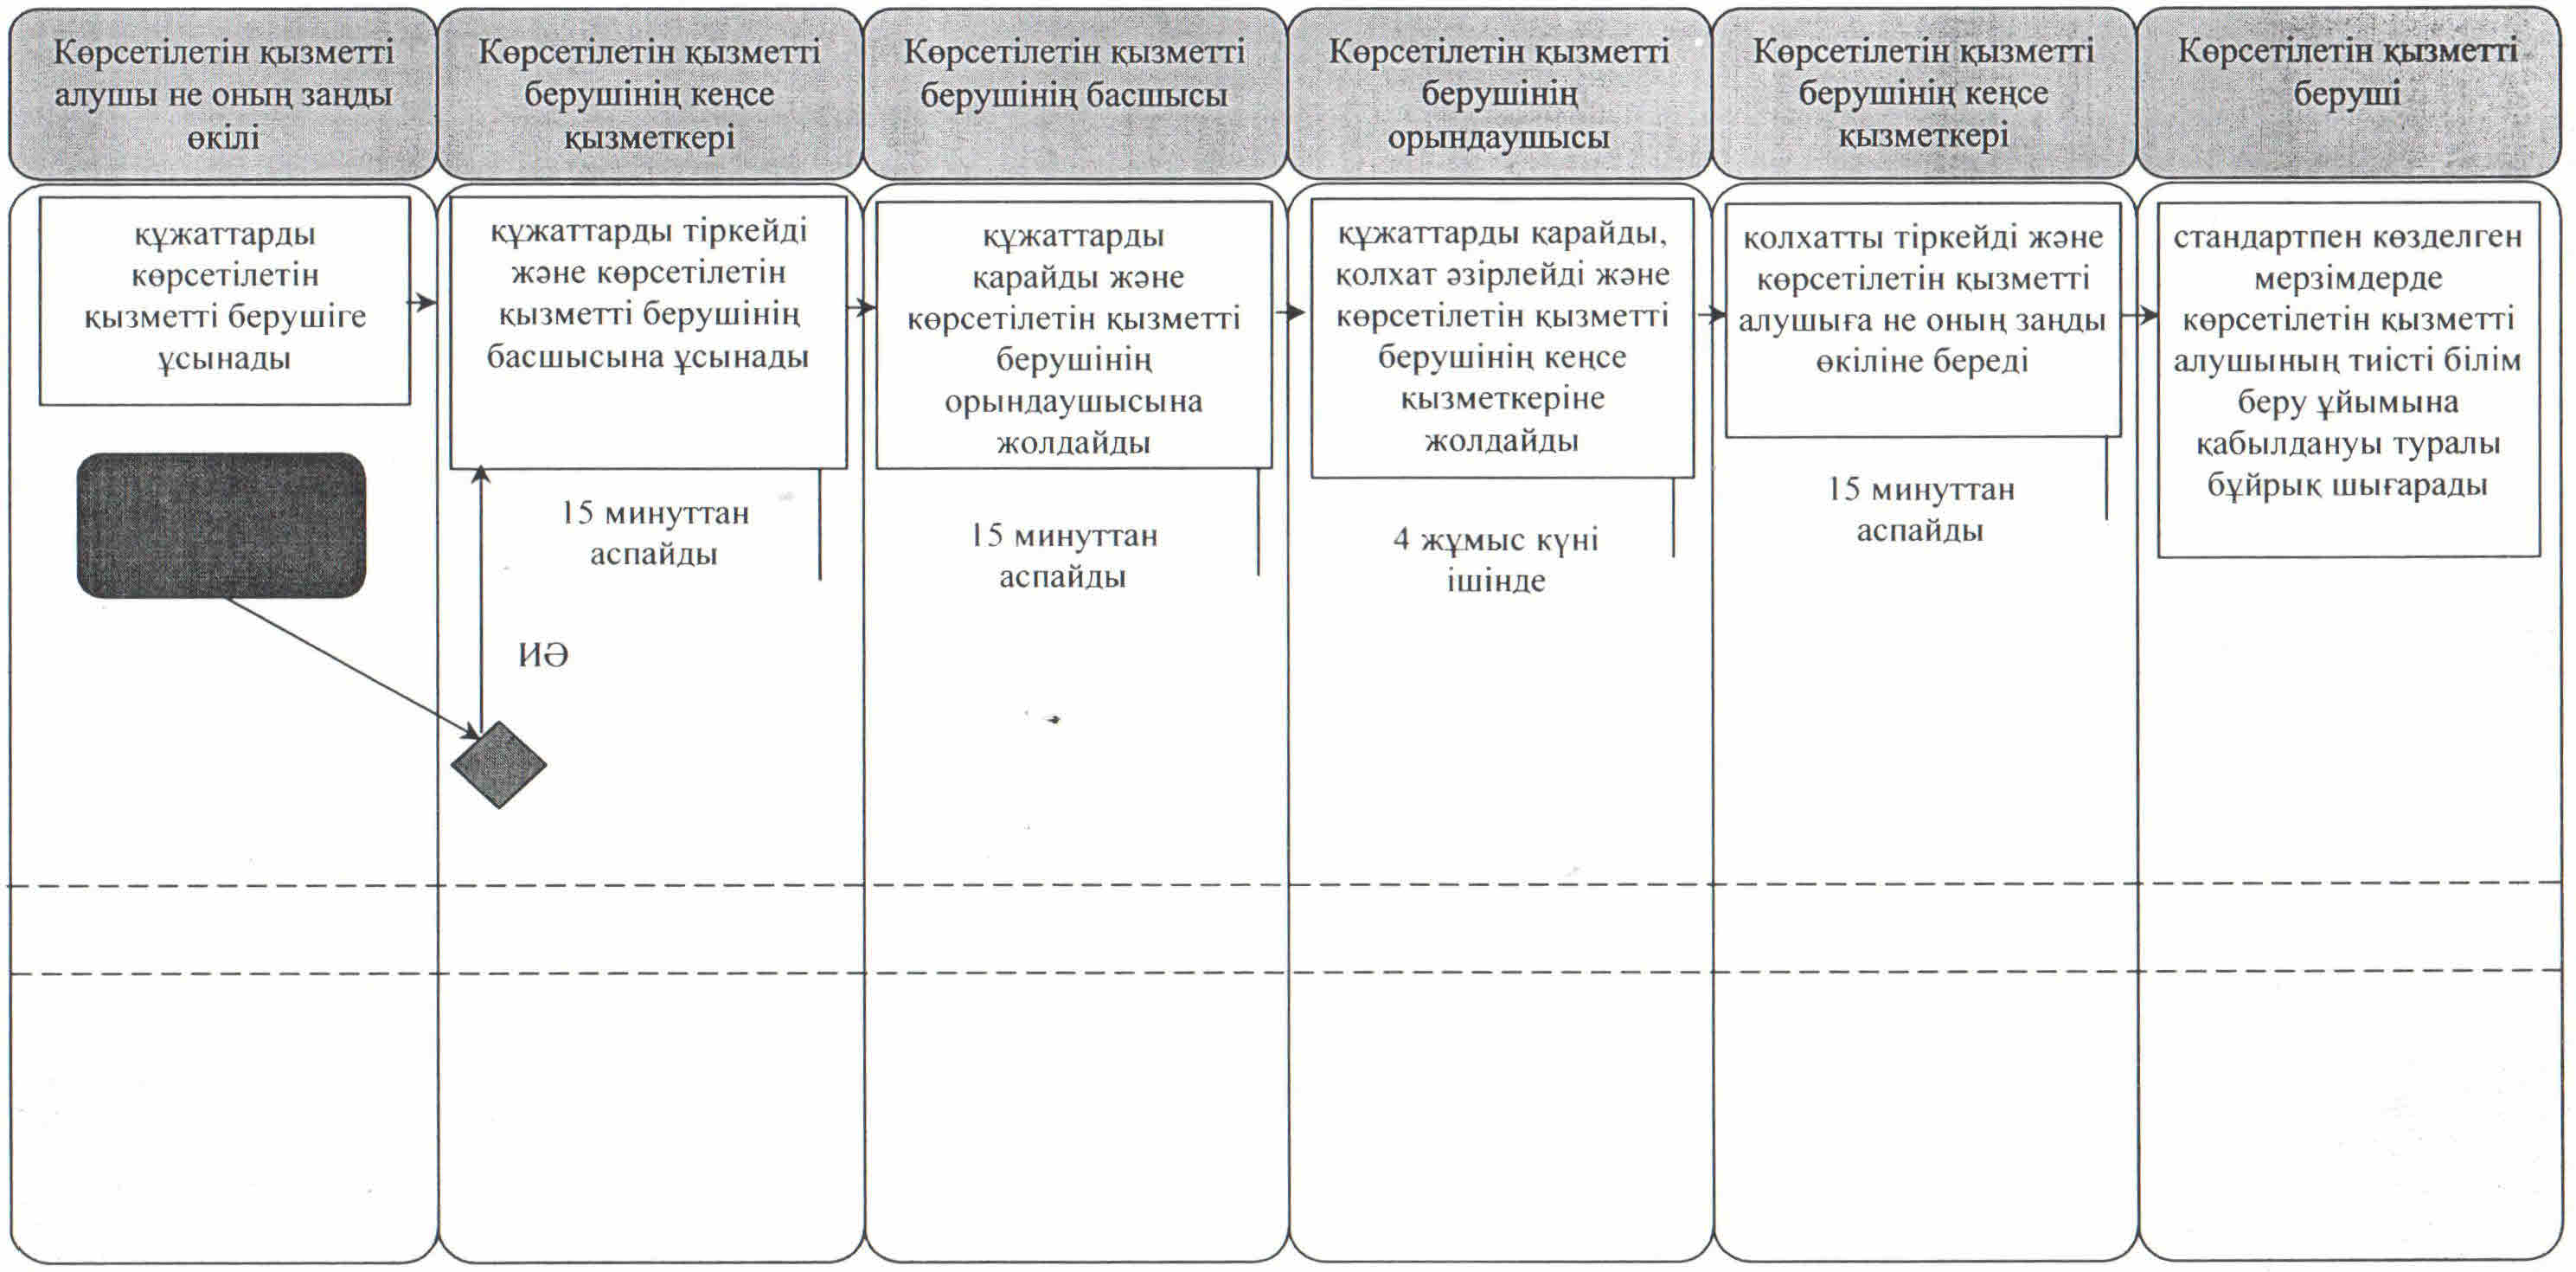 Көрсетілетін қызметті
алушы не оның заңды
өкілі
Көрсетілетін қызметті
берушінің кеңсе
қызметкері
Көрсетілетін қызметті
берушінің басшысы
Көрсетілетін қызметті
берушінің
орындаушысы
Көрсетілетін қызметті
берушінің кеңсе
қызметкері
Көрсетілетін қызметті
беруші
құжаттарды
көрсетілетін
қызметті берушіге
ұсынады
құжаттарды тіркейді
және көрсетілетін
қызметті берушінің
басшысына ұсынады
15 минуттан
аспайды
ИӘ
құжаттарды
қарайды және
көрсетілетін қызметті
берушінің
орындаушысына
жолдайды
15 минуттан
аспайды
құжаттарды қарайды,
қолхат әзірлейді және
көрсетілетін қызметті
берушінің кеңсе
қызметкеріне
жолдайды
4 жұмыс күні
ішінде
қолхатты тіркейді және
көрсетілетін қызметті
алушыға не оның заңды
өкіліне береді
15 минуттан
аспайды
стандартпен көзделген
мерзімдерде
көрсетілетін қызметті
алушының тиісті білім
беру ұйымына
қабылдануы туралы
бұйрық шығарады